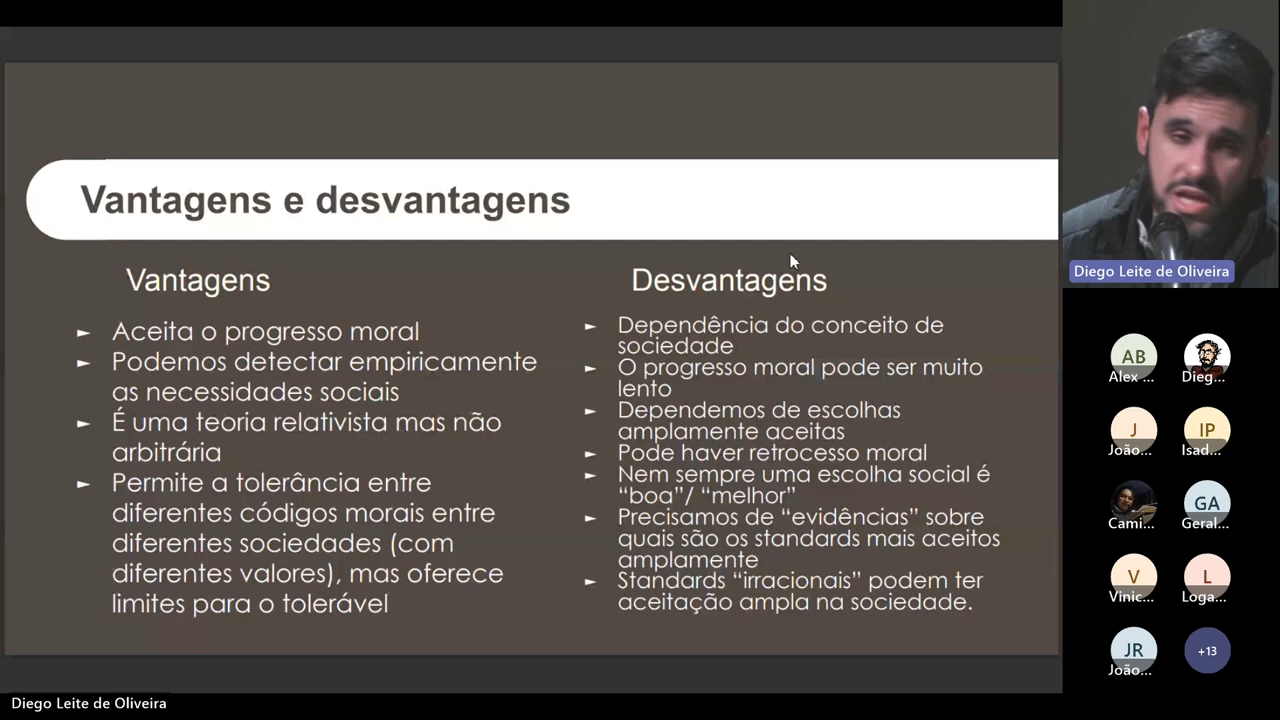 Vantagens e desvantagens
Vantagens
► Aceita o progresso moral
► Podemos detectar empiricamente
as necessidades sociais
► É uma teoria relativista mas não
arbitrária
► Permite a tolerância entre
diferentes códigos morais entre
diferentes sociedades (com
diferentes valores), mas oferece
limites para o tolerável
Desvantagens
► Dependência do conceito de
sociedade
► O progresso moral pode ser muito
lento
► Dependemos de escolhas
amplamente aceitas
► Pode haver retrocesso moral
► Nem sempre uma escolha social é
“boa”/ “melhor”
► Precisamos de “evidências” sobre
quais são os standards mais aceitos
amplamente
► Standards “irracionais” podem ter
aceitação ampla na sociedade.
Diego Leite de Oliveira
AB
Alex ...
Dieg...
J
João...
IP
Isad...
Cami...
GA
Geral...
V
Vinic...
L
Loga...
JR
João...
+13
Diego Leite de Oliveira